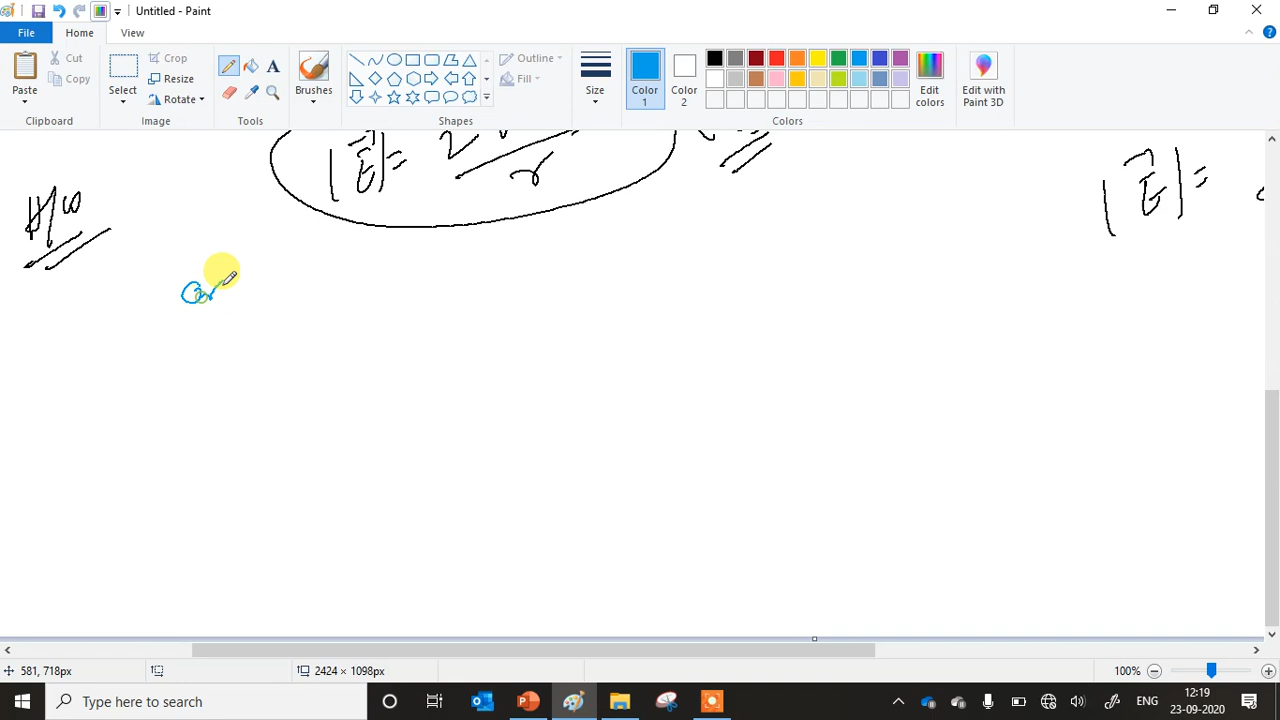 Untitled - Paint
File
Home
View
Paste
Cut
Copy
Clipboard
Select
Crop
Resize
Rotate
Image
Tools
Brushes
Shapes
Outline
Fill
Size
Color 1
Color 2
Edit colors
Edit with Paint 3D
Colors
|E|=
r
|E|=
H/W
581, 718px
2424 × 1098px
100%
Type here to search
ENG
12:19
23-09-2020